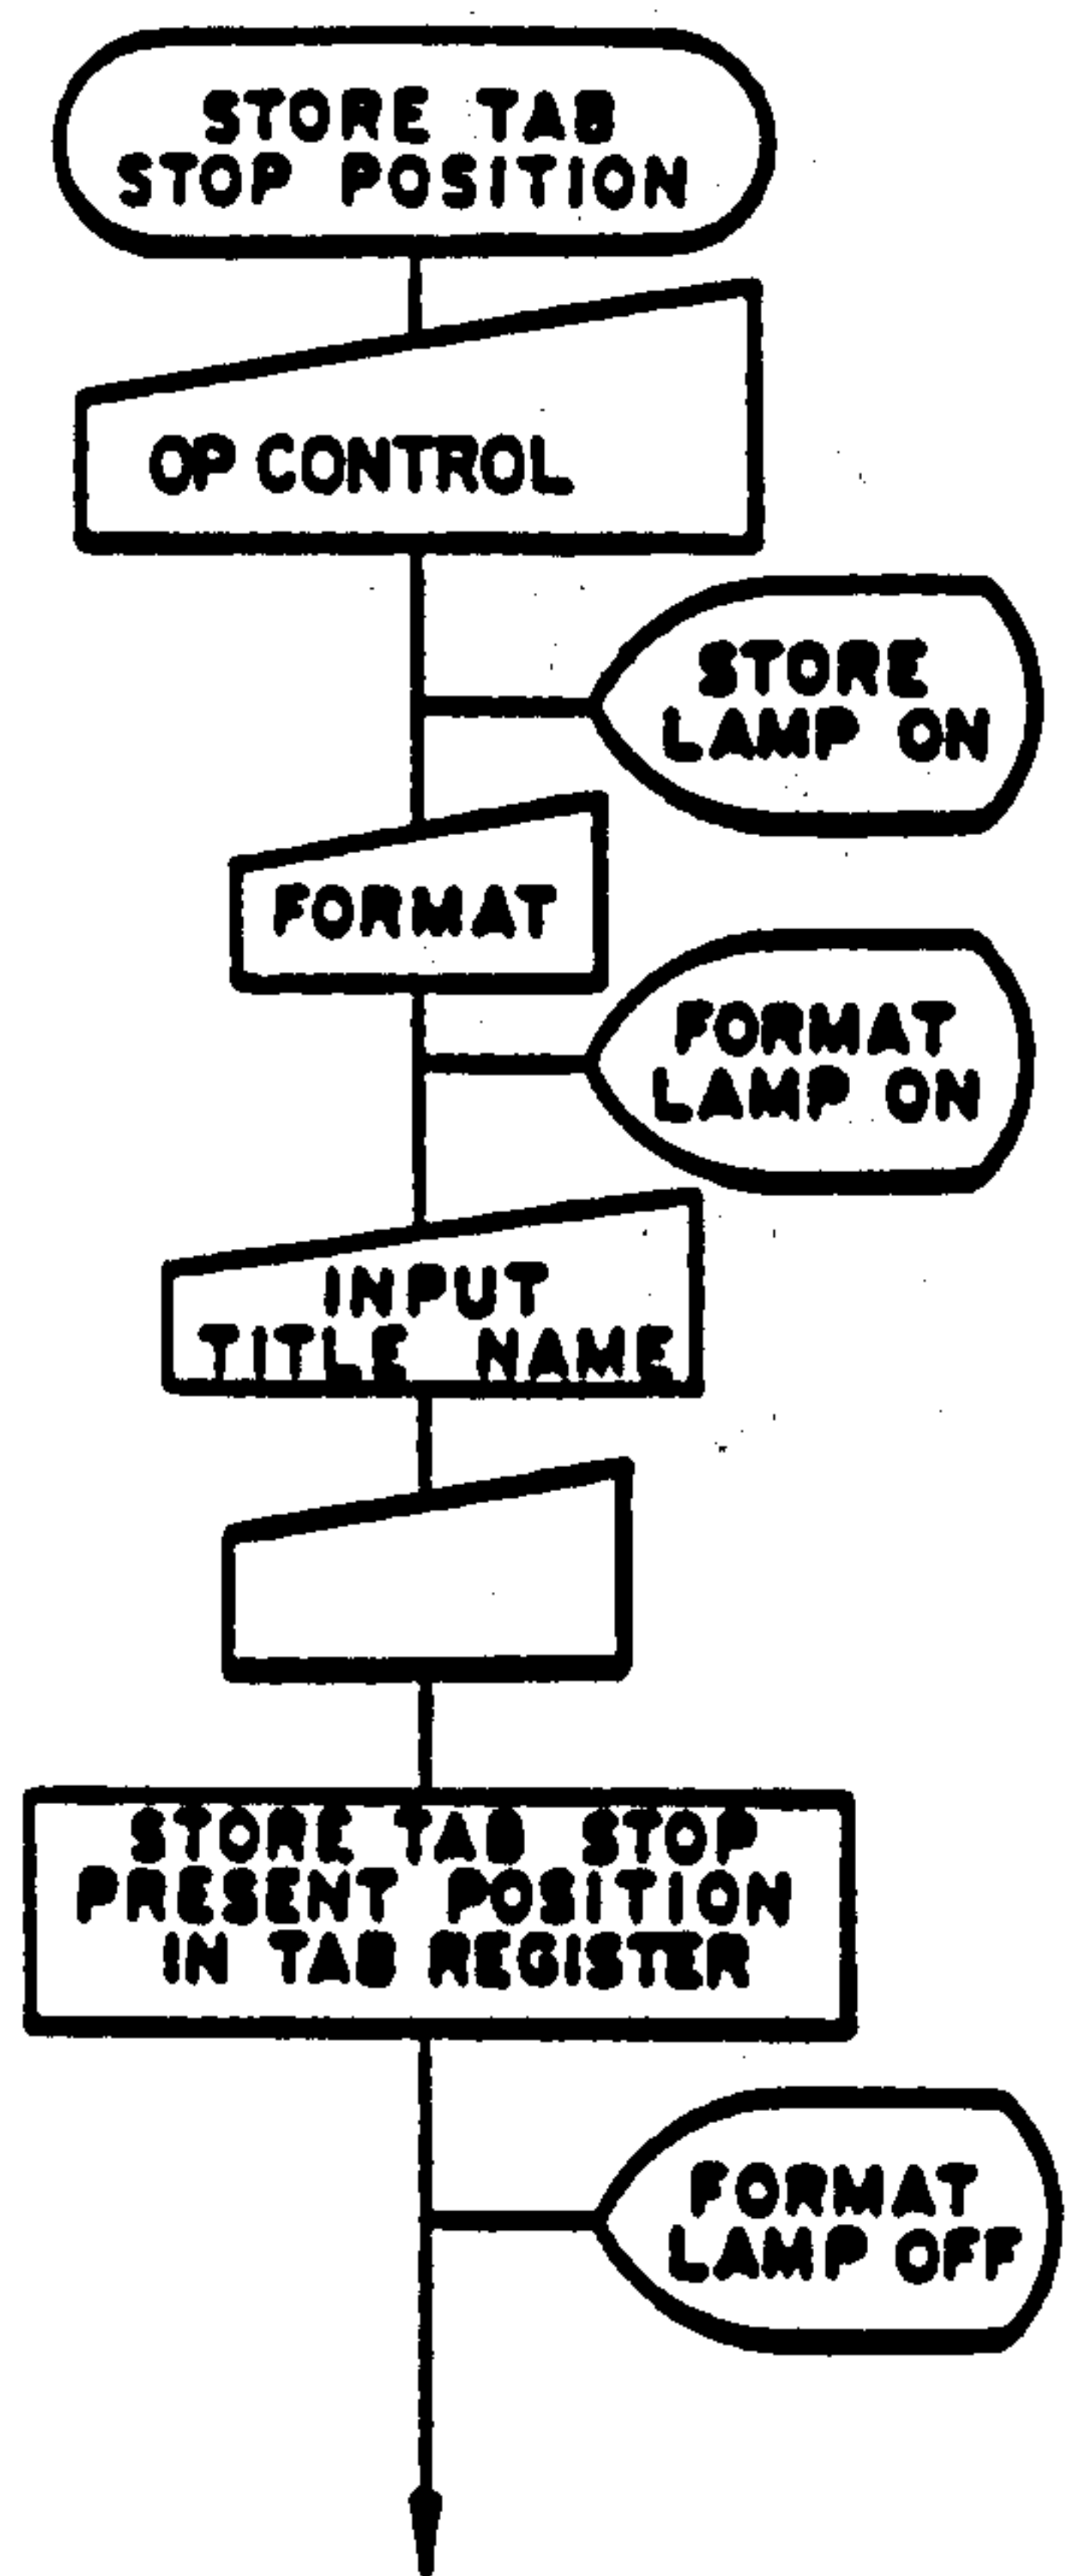 STORE TAB
STOP POSITION
OP CONTROL
STORE
LAMP ON
FORMAT
FORMAT
LAMP ON
INPUT
TITLE NAME
STORE TAB STOP
PRESENT POSITION
IN TAB REGISTER
FORMAT
LAMP OFF